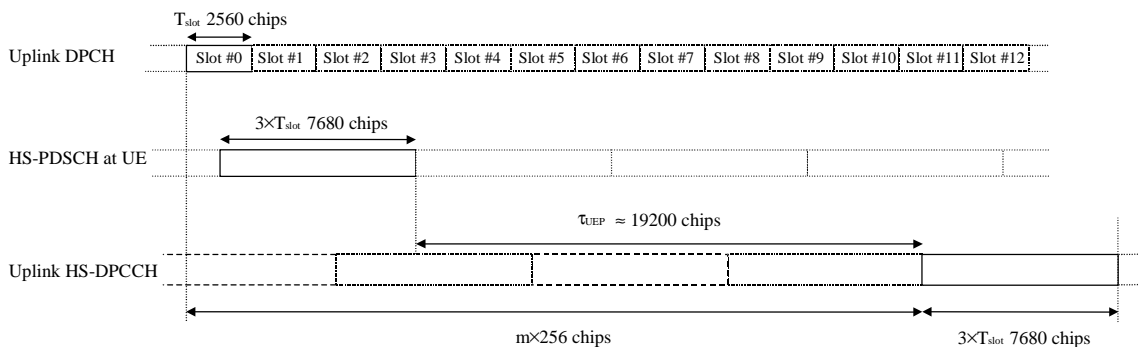 Tslot 2560 chips
Uplink DPCH
Slot #0 Slot #1 Slot #2 Slot #3 Slot #4 Slot #5 Slot #6 Slot #7 Slot #8 Slot #9 Slot #10 Slot #11 Slot #12
3×Tslot 7680 chips
HS-PDSCH at UE
τUEP ≈ 19200 chips
Uplink HS-DPCCH
m×256 chips
3×Tslot 7680 chips